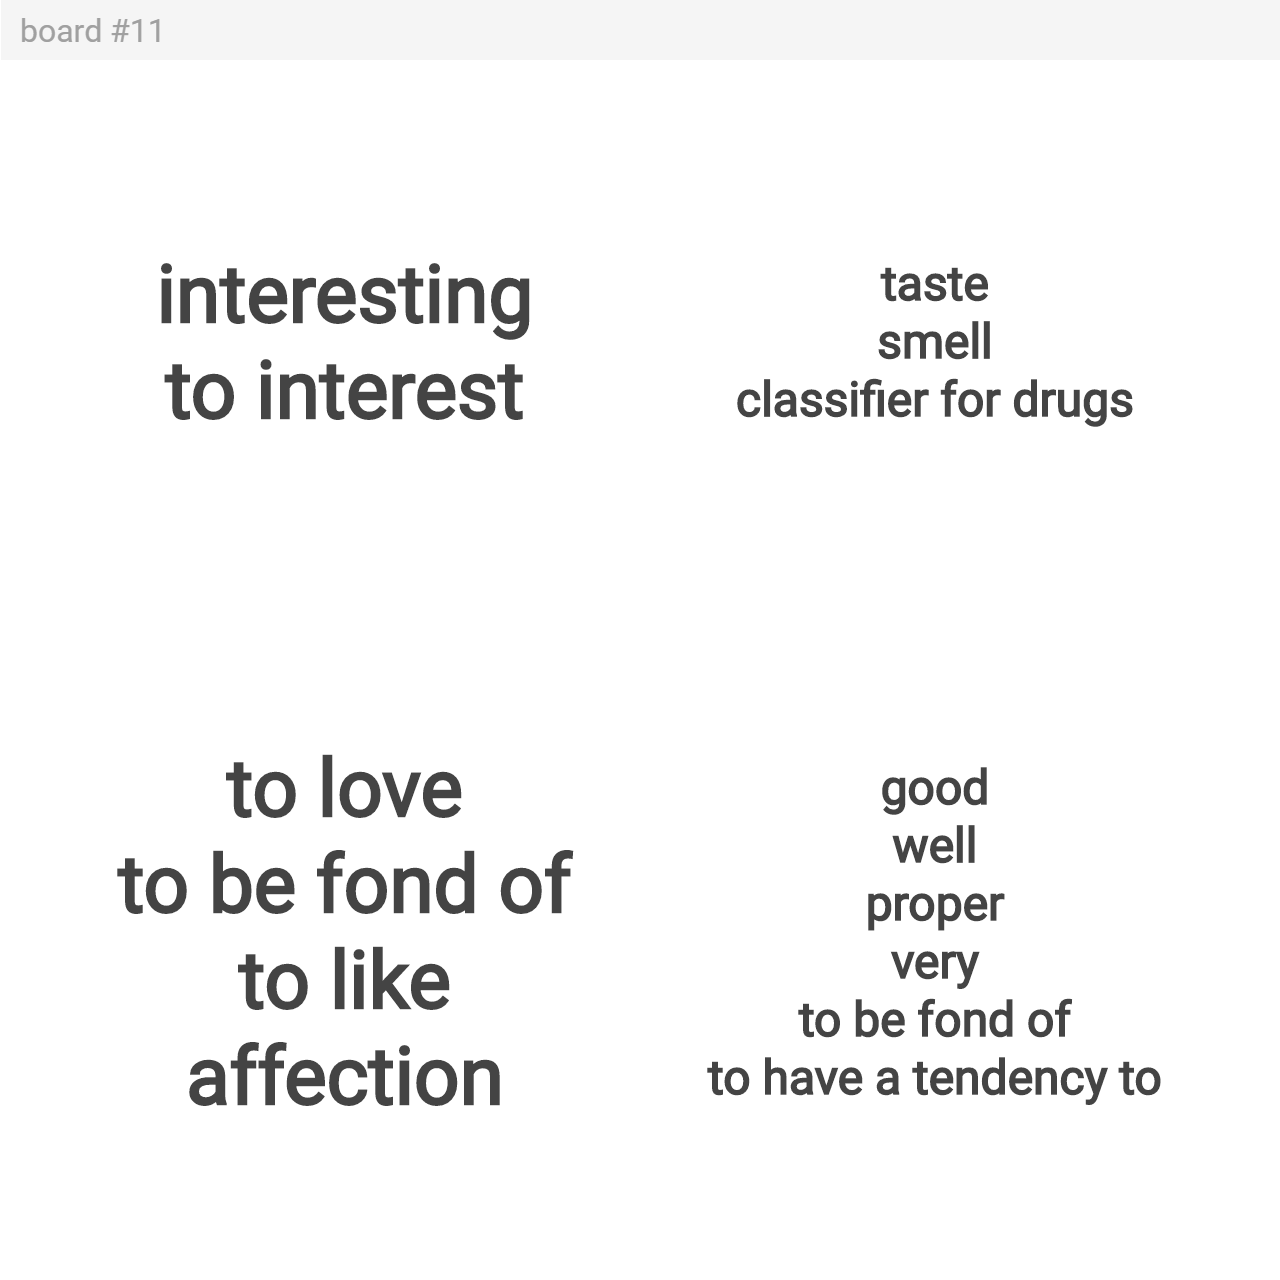 board #11
interesting
to interest
taste
smell
classifier for drugs
to love
to be fond of
to like
affection
good
well
proper
very
to be fond of
to have a tendency to